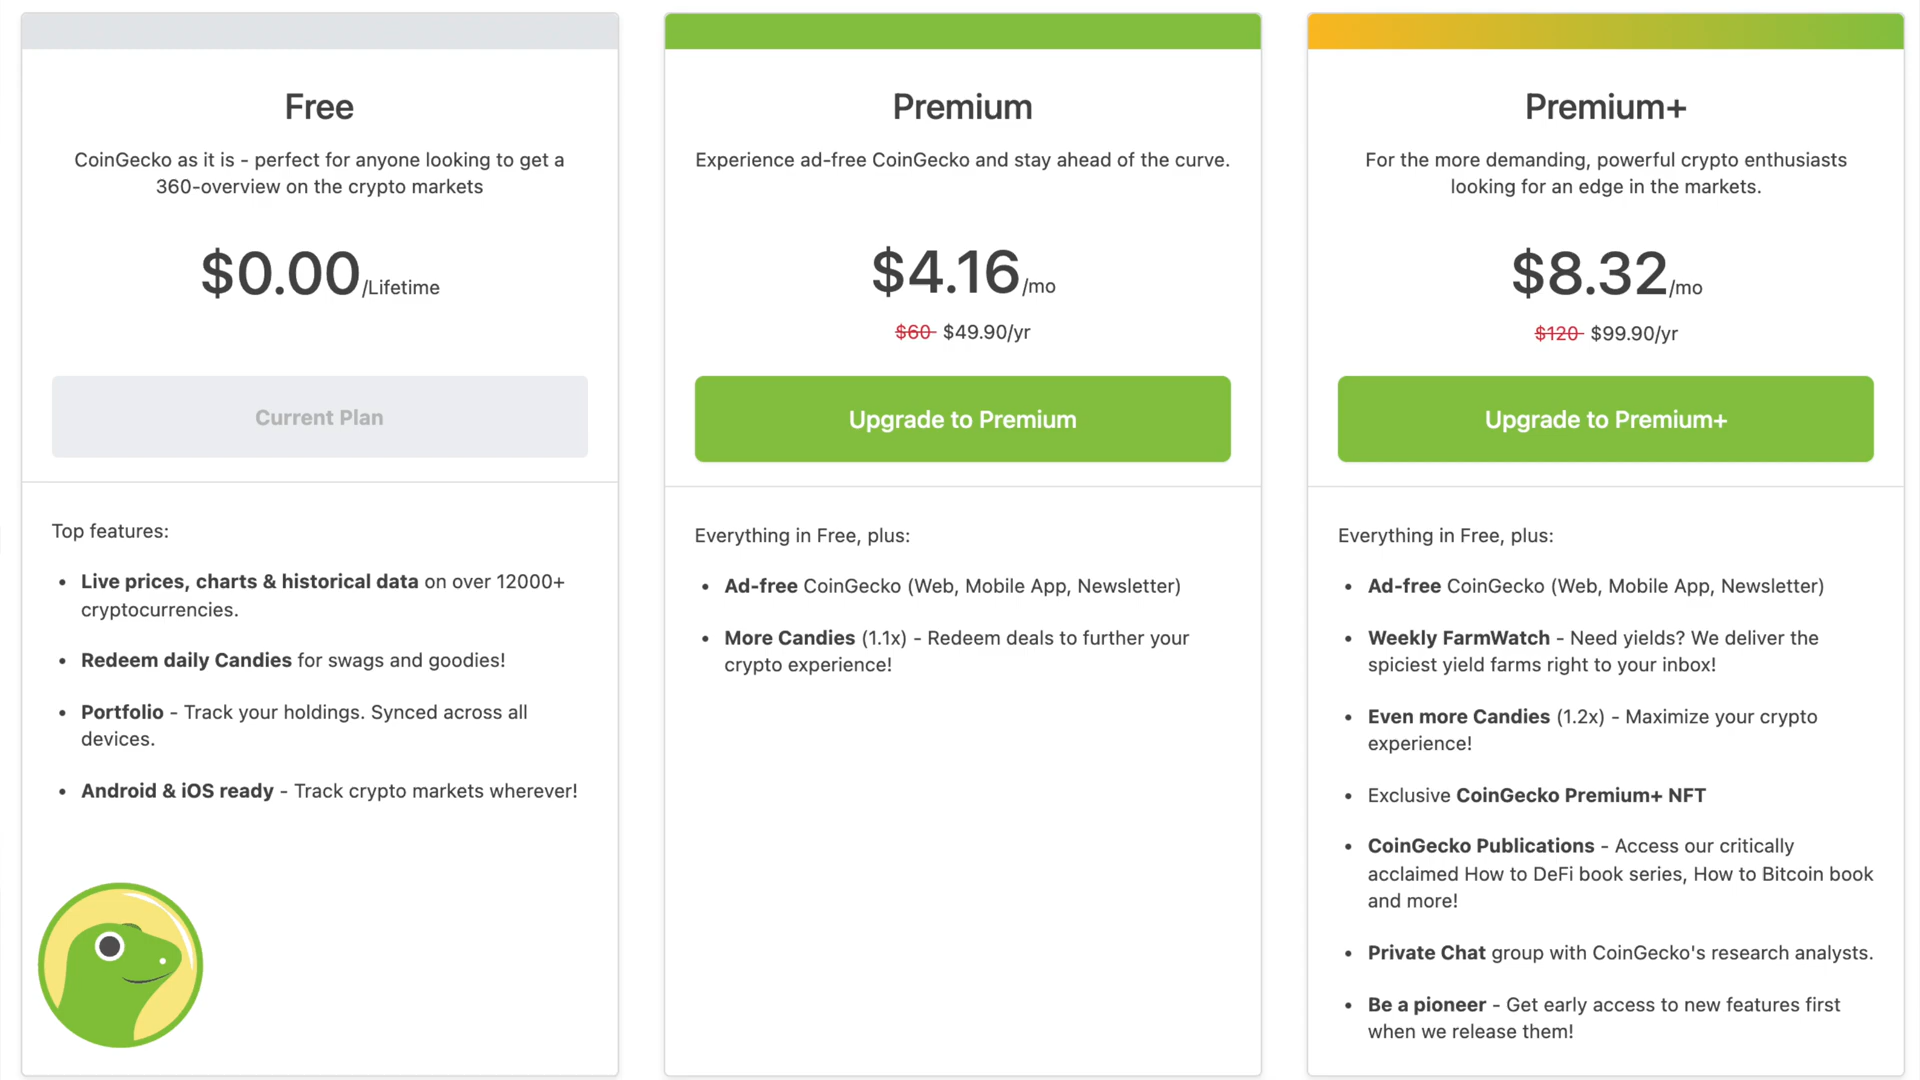 Free
CoinGecko as it is - perfect for anyone looking to get a
360-overview on the crypto markets
$0.00/Lifetime
Current Plan
Top features:
• Live prices, charts & historical data on over 12000+
cryptocurrencies.
• Redeem daily Candies for swags and goodies!
• Portfolio - Track your holdings. Synced across all
devices.
• Android & iOS ready - Track crypto markets wherever!
Premium
Experience ad-free CoinGecko and stay ahead of the curve.
$4.16/mo
$60 $49.90/yr
Upgrade to Premium
Everything in Free, plus:
• Ad-free CoinGecko (Web, Mobile App, Newsletter)
• More Candies (1.1x) - Redeem deals to further your
crypto experience!
Premium+
For the more demanding, powerful crypto enthusiasts
looking for an edge in the markets.
$8.32/mo
$120 $99.90/yr
Upgrade to Premium+
Everything in Free, plus:
• Ad-free CoinGecko (Web, Mobile App, Newsletter)
• Weekly FarmWatch - Need yields? We deliver the
spiciest yield farms right to your inbox!
• Even more Candies (1.2x) - Maximize your crypto
experience!
• Exclusive CoinGecko Premium+ NFT
• CoinGecko Publications - Access our critically
acclaimed How to DeFi book series, How to Bitcoin book
and more!
• Private Chat group with CoinGecko's research analysts.
• Be a pioneer - Get early access to new features first
when we release them!